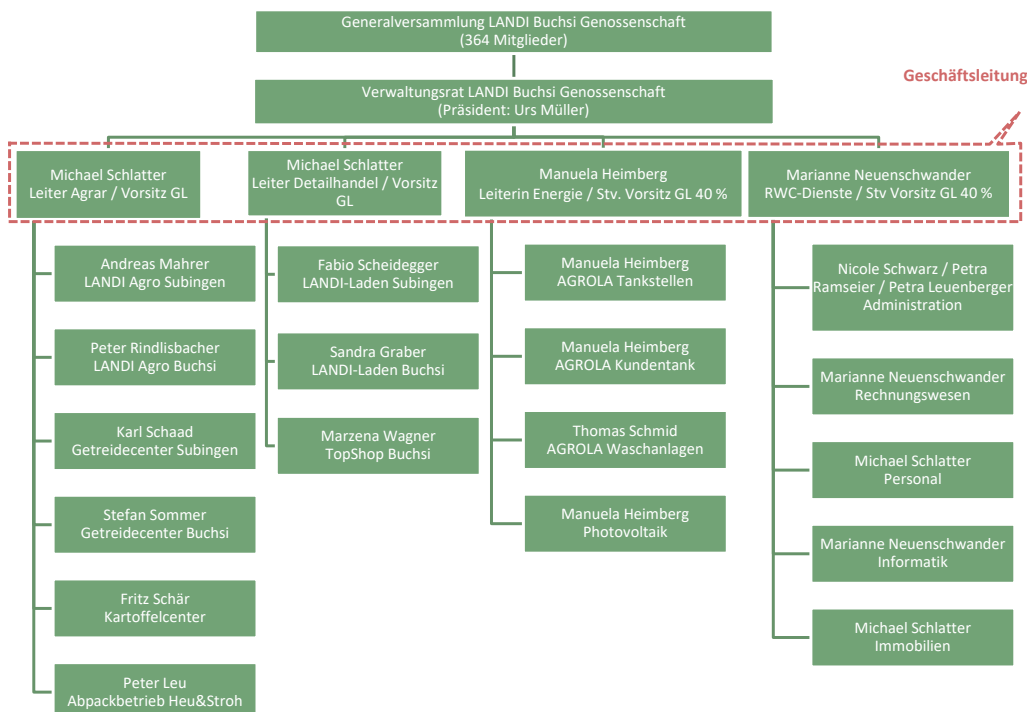 Generalversammlung LANDI Buchsi Genossenschaft
(364 Mitglieder)
Geschäftsleitung
Verwaltungsrat LANDI Buchsi Genossenschaft
(Präsident: Urs Müller)
Michael Schlatter
Leiter Agrar / Vorsitz GL
Michael Schlatter
Leiter Detailhandel / Vorsitz
GL
Manuela Heimberg
Leiterin Energie / Stv. Vorsitz GL 40 %
Marianne Neuenschwander
RWC-Dienste / Stv Vorsitz GL 40 %
Andreas Mahrer
LANDI Agro Subingen
Peter Rindlisbacher
LANDI Agro Buchsi
Karl Schaad
Getreidecenter Subingen
Stefan Sommer
Getreidecenter Buchsi
Fritz Schär
Kartoffelcenter
Peter Leu
Abpackbetrieb Heu&Stroh
Fabio Scheidegger
LANDI-Laden Subingen
Sandra Graber
LANDI-Laden Buchsi
Marzena Wagner
TopShop Buchsi
Manuela Heimberg
AGROLA Tankstellen
Manuela Heimberg
AGROLA Kundentank
Thomas Schmid
AGROLA Waschanlagen
Manuela Heimberg
Photovoltaik
Nicole Schwarz / Petra
Ramseier / Petra Leuenberger
Administration
Marianne Neuenschwander
Rechnungswesen
Michael Schlatter
Personal
Marianne Neuenschwander
Informatik
Michael Schlatter
Immobilien